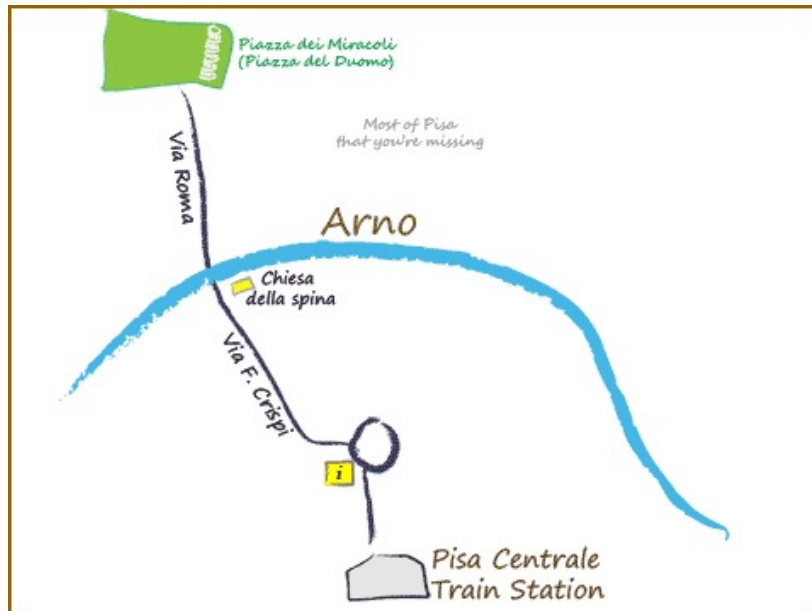 Piazza dei Miracoli
(Piazza del Duomo)
Most of Pisa
that you're missing
Via Roma
Arno
Chiesa
della spina
Via F. Crispi
i
Pisa Centrale
Train Station